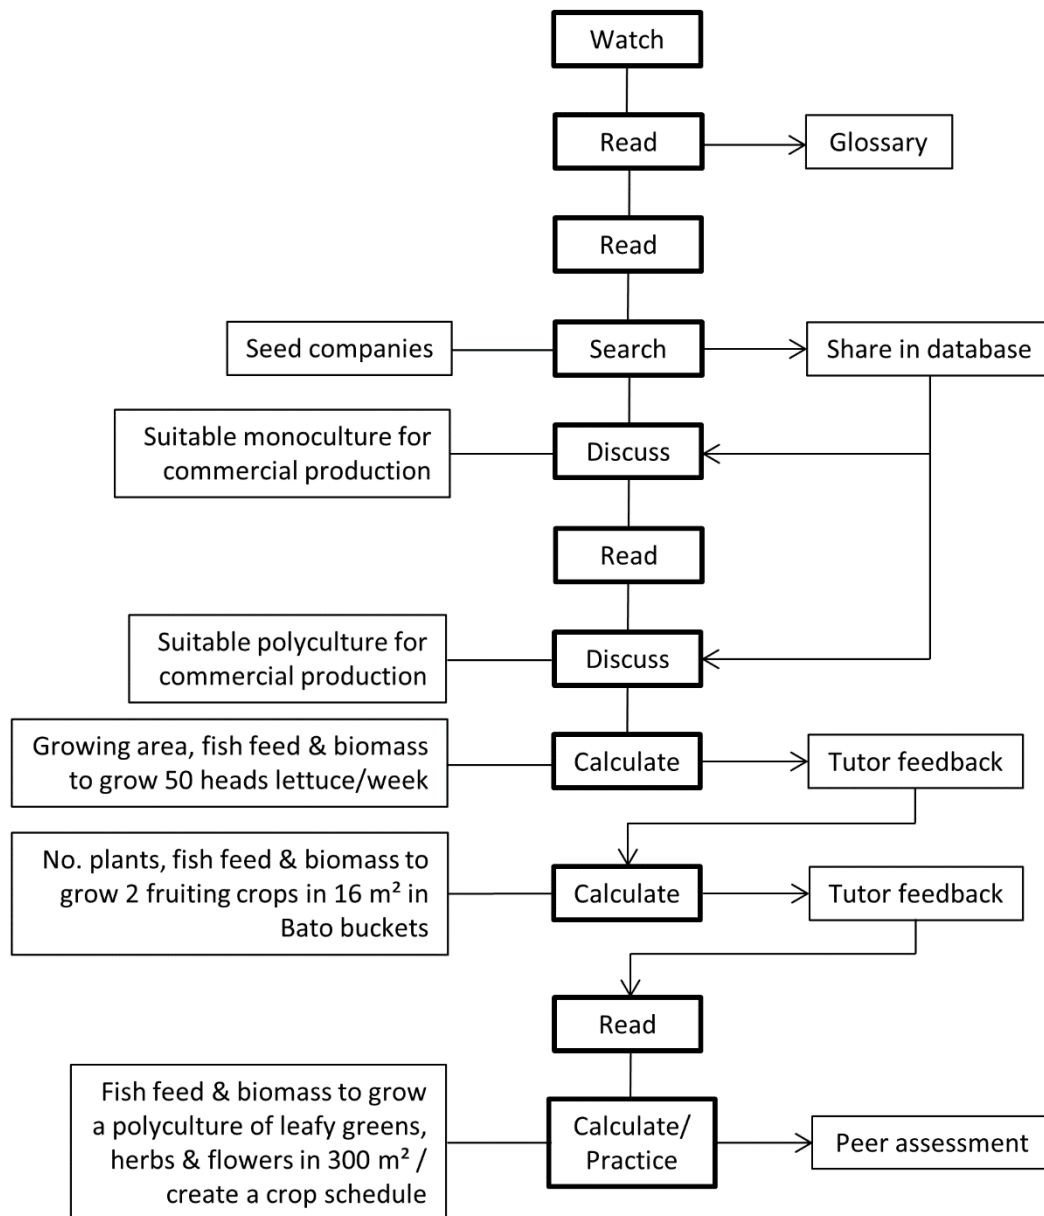 Watch
Read
Glossary
Read
Seed companies
Search
Share in database
Suitable monoculture for
commercial production
Discuss
Read
Suitable polyculture for
commercial production
Discuss
Growing area, fish feed & biomass
to grow 50 heads lettuce/week
Calculate
Tutor feedback
No. plants, fish feed & biomass to
grow 2 fruiting crops in 16 m² in
Bato buckets
Calculate
Tutor feedback
Read
Fish feed & biomass to grow
a polyculture of leafy greens,
herbs & flowers in 300 m² /
create a crop schedule
Calculate/
Practice
Peer assessment